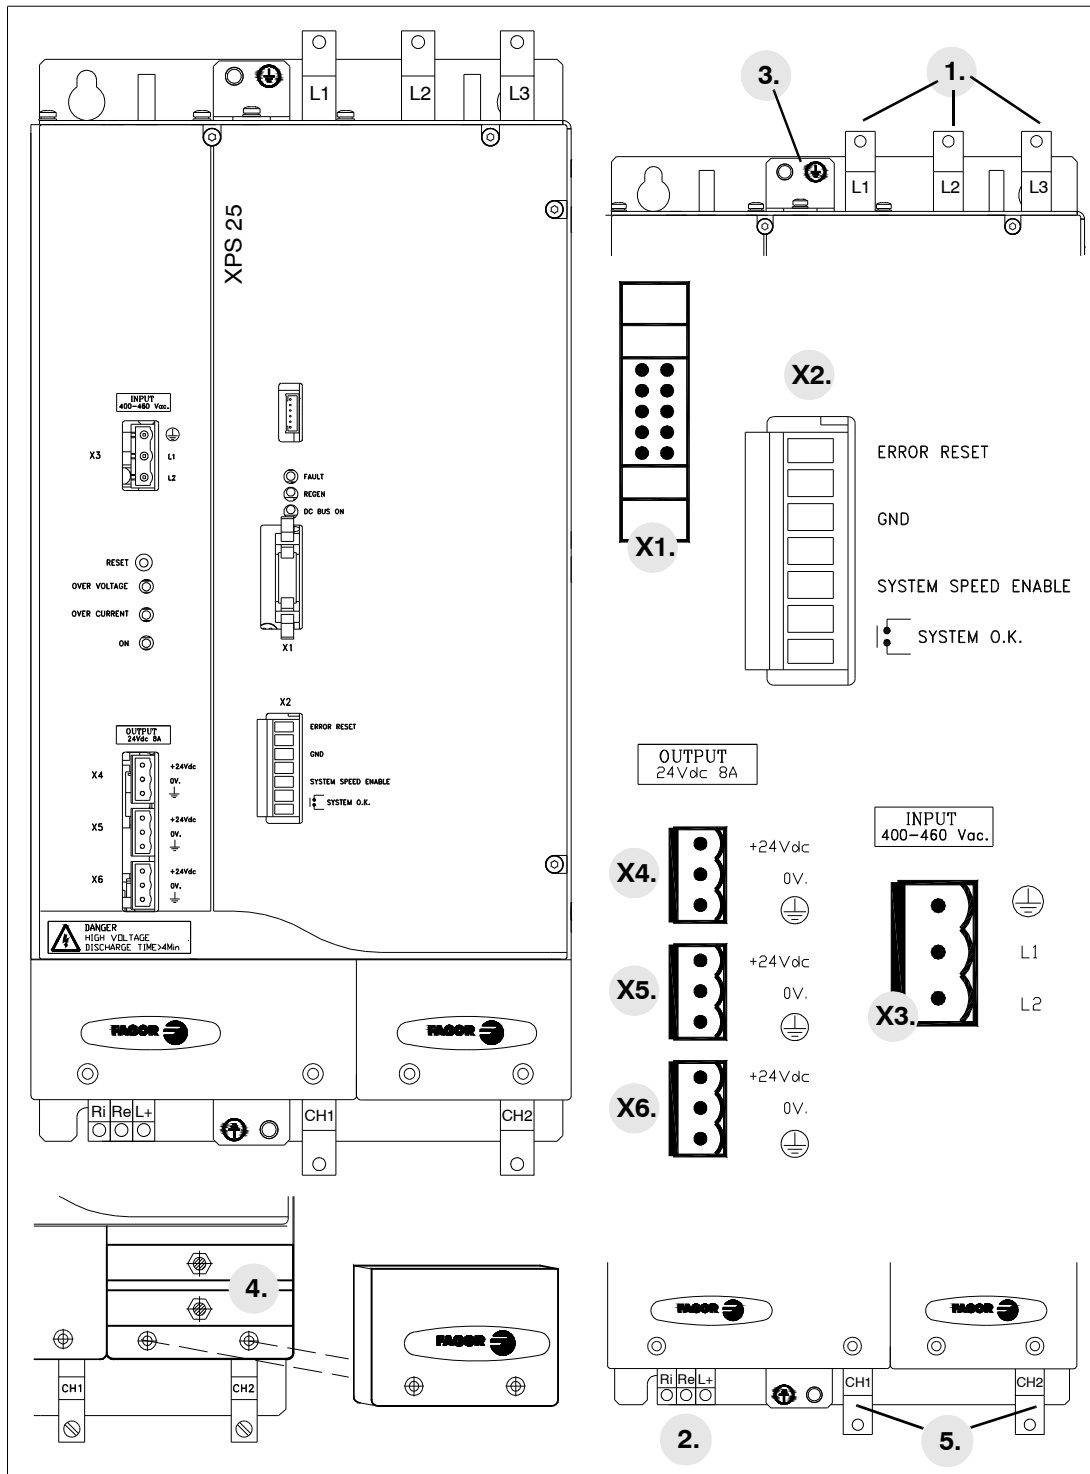 L1 L2 L3
XPS 25
INPUT
400-460 Vac.
X3
L1
L2
FAULT
REGEN
DC BUS ON
X1
RESET
OVER VOLTAGE
OVER CURRENT
ON
X2
ERROR RESET
GND
SYSTEM SPEED ENABLE
SYSTEM O.K.
OUTPUT
24Vdc 8A
X4
+24Vdc
0V.
X5
+24Vdc
0V.
X6
+24Vdc
0V.
DANGER
HIGH VOLTAGE
DISCHARGE TIME>4Min
FAGOR FAGOR
Ri Re L+ CH1 CH2
3. 1.
L1 L2 L3
X1.
X2.
ERROR RESET
GND
SYSTEM SPEED ENABLE
SYSTEM O.K.
OUTPUT
24Vdc 8A
X4.
+24Vdc
0V.
X5.
+24Vdc
0V.
X6.
+24Vdc
0V.
INPUT
400-460 Vac.
L1
L2
X3.
4.
FAGOR
CH1 CH2
FAGOR FAGOR
Ri Re L+ CH1 CH2
2. 5.